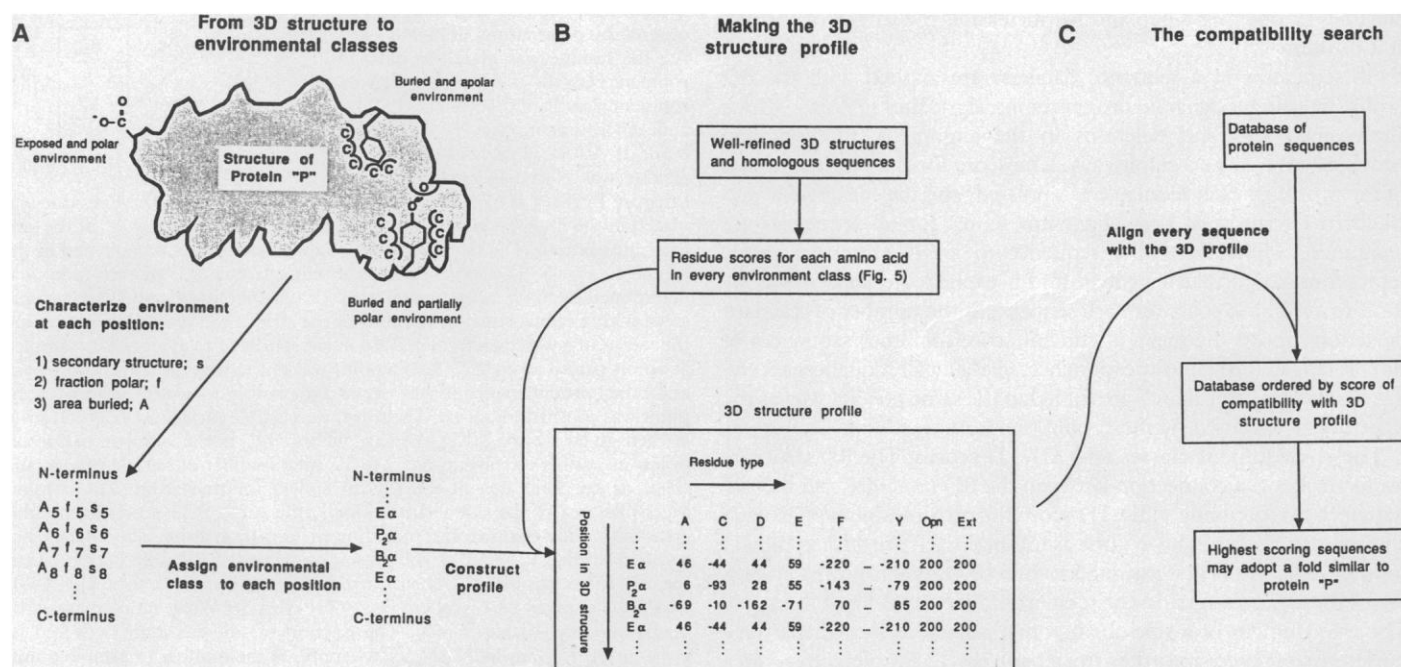 A
From 3D structure to
environmental classes
Buried and apolar
environment
O
-O-C
Exposed and polar
environment
Structure of
Protein "P"
C C C C C
O
O
C C C C C C
Buried and partially
polar environment
Characterize environment
at each position:
1) secondary structure; s
2) fraction polar; f
3) area buried; A
N-terminus
A5 f5 s5
A6 f6 s6
A7 f7 s7
A8 f8 s8
C-terminus
Assign environmental
class to each position
N-terminus
E α
P2α
B2α
E α
C-terminus
Construct
profile
B
Making the 3D
structure profile
Well-refined 3D structures
and homologous sequences
Residue scores for each amino acid
in every environment class (Fig. 5)
3D structure profile
Residue type
Position in 3D structure
A C D E F ... Y Opn Ext
E α 46 -44 44 59 -220 ... -210 200 200
P2α 6 -93 28 55 -143 ... -79 200 200
B2α -69 -10 -162 -71 70 ... 85 200 200
E α 46 -44 44 59 -220 ... -210 200 200
C
The compatibility search
Database of
protein sequences
Align every sequence
with the 3D profile
Database ordered by score of
compatibility with 3D
structure profile
Highest scoring sequences
may adopt a fold similar to
protein "P"